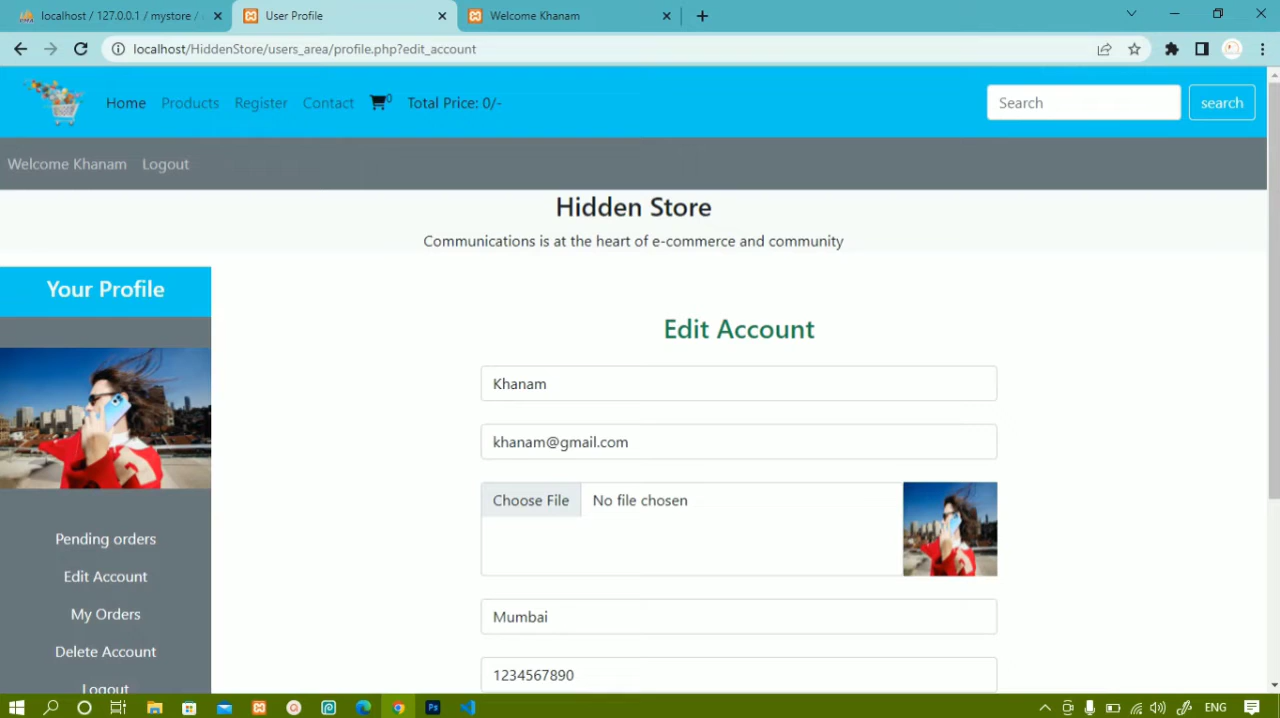 localhost / 127.0.0.1 / mystore /
User Profile
Welcome Khanam
localhost/HiddenStore/users_area/profile.php?edit_account
Home Products Register Contact 0 Total Price: 0/-
Search
search
Welcome Khanam Logout
Hidden Store
Communications is at the heart of e-commerce and community
Your Profile
Pending orders
Edit Account
My Orders
Delete Account
Logout
Edit Account
Khanam
khanam@gmail.com
Choose File No file chosen
Mumbai
1234567890
Ps
ENG